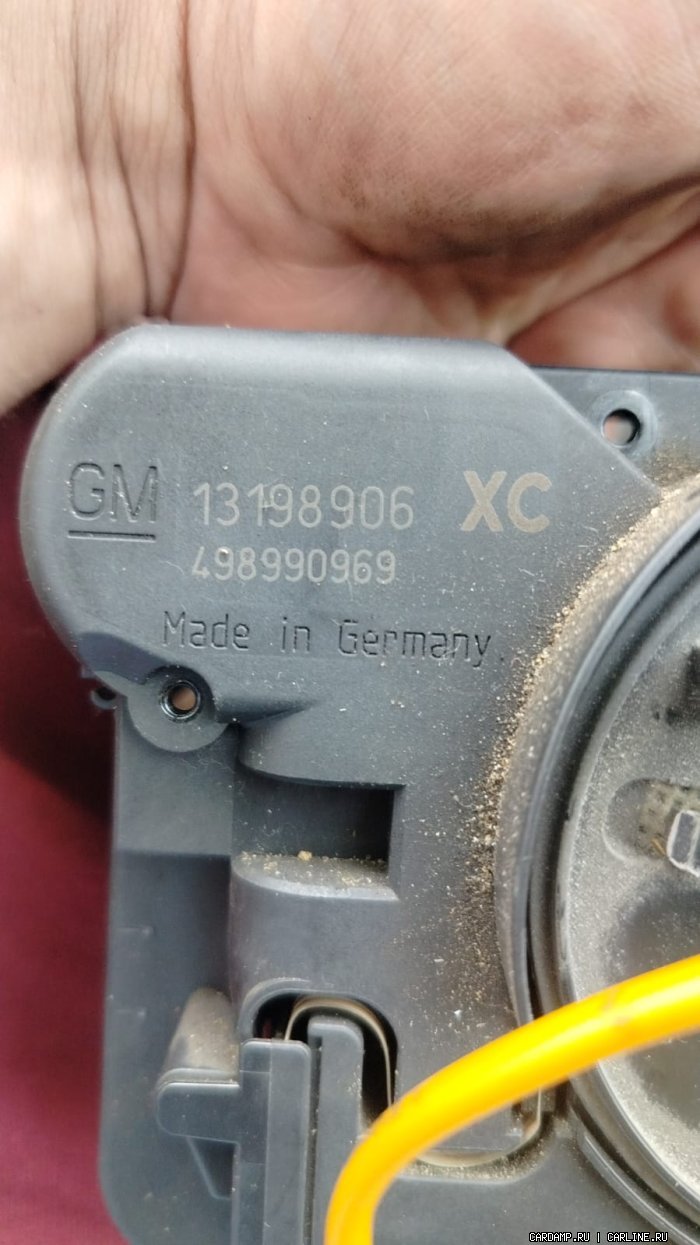 GM 13198906 XC
498990969
Made in Germany
CARDAMP.RU | CARLINE.RU